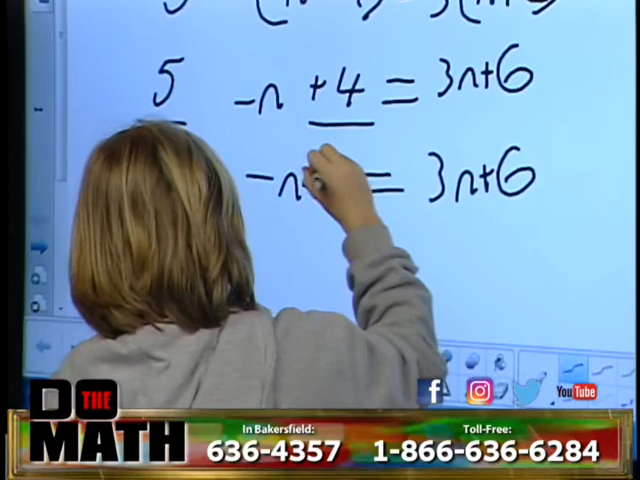 5 -n +4 = 3n+6
-n = 3n+6
DO THE MATH
In Bakersfield: 636-4357
Toll-Free: 1-866-636-6284
f
YouTube